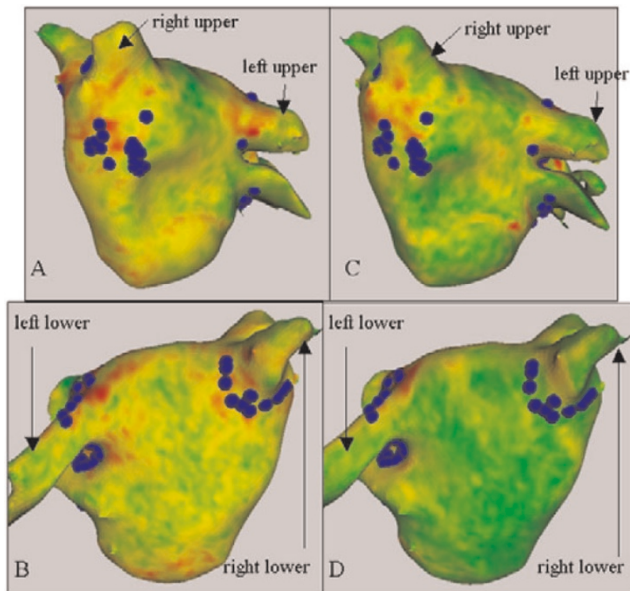 right upper
left upper
A
right upper
left upper
C
left lower
B
right lower
left lower
D
right lower